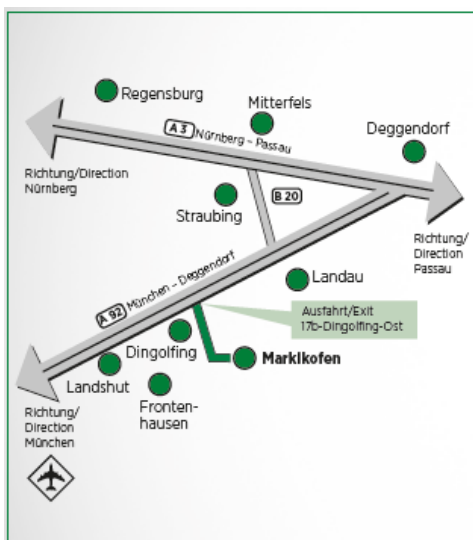 Regensburg
Mitterfels
A 3 Nürnberg – Passau
Deggendorf
Richtung/Direction
Nürnberg
B 20
Straubing
Richtung/
Direction
Passau
A 92 München – Deggendorf
Landau
Ausfahrt/Exit
17b-Dingolfing-Ost
Dingolfing
Marklkofen
Landshut
Fronten-
hausen
Richtung/
Direction
München